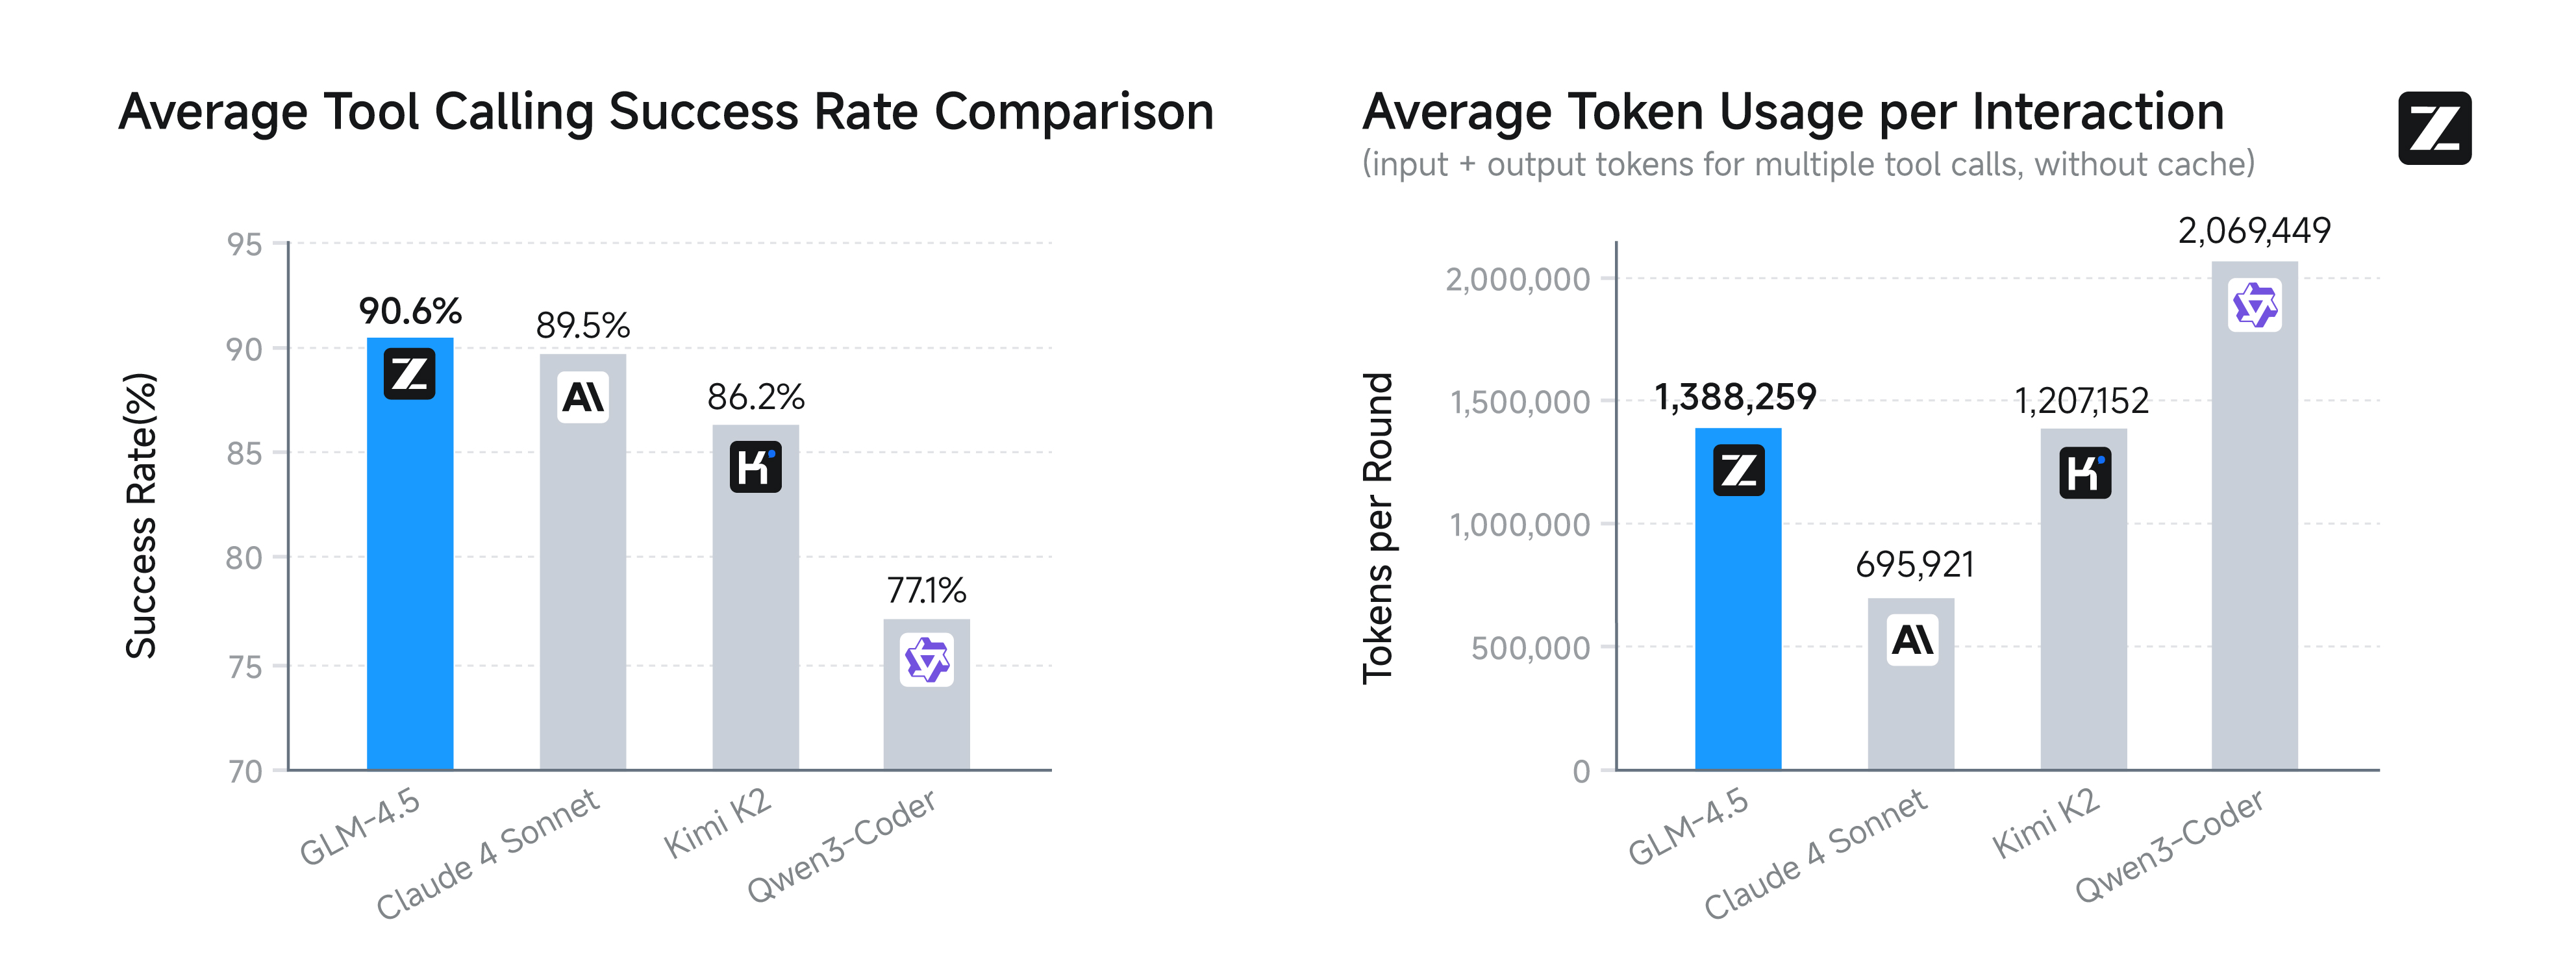 Average Tool Calling Success Rate Comparison
Success Rate(%)
95
90
85
80
75
70
90.6%
89.5%
86.2%
77.1%
GLM-4.5
Claude 4 Sonnet
Kimi K2
Qwen3-Coder
Average Token Usage per Interaction
(input + output tokens for multiple tool calls, without cache)
Z
Tokens per Round
2,000,000
1,500,000
1,000,000
500,000
0
1,388,259
695,921
1,207,152
2,069,449
GLM-4.5
Claude 4 Sonnet
Kimi K2
Qwen3-Coder